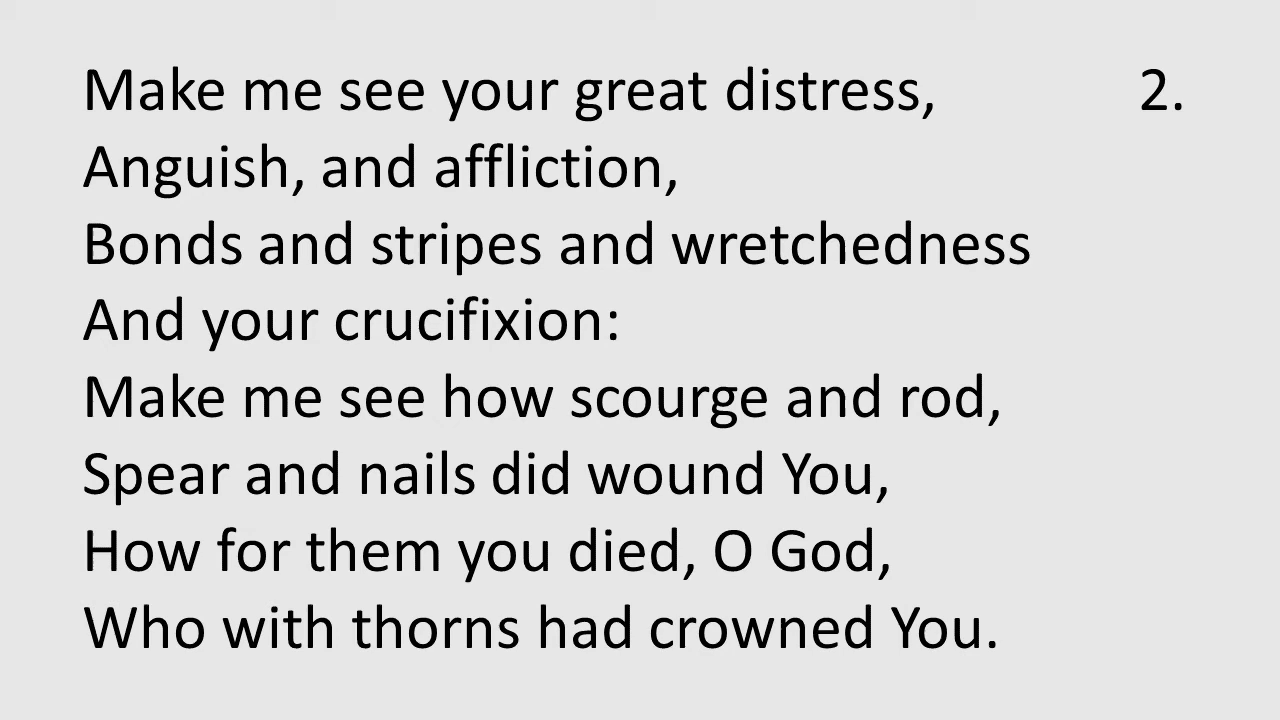 Make me see your great distress, 2.
Anguish, and affliction,
Bonds and stripes and wretchedness
And your crucifixion:
Make me see how scourge and rod,
Spear and nails did wound You,
How for them you died, O God,
Who with thorns had crowned You.